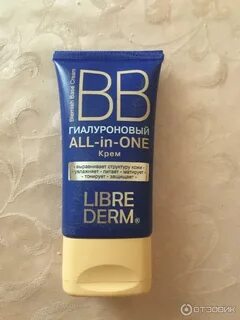 Blemish Base Cream
BB
ГИАЛУРОНОВЫЙ
ALL-in-ONE
Крем
выравнивает структуру кожи
увлажняет - питает - матирует
тонирует - защищает
LIBRE
DERM®
ОТЗОВИК